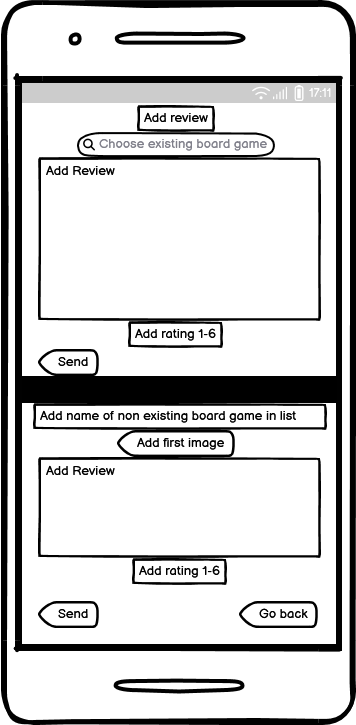 17:11
Add review
Choose existing board game
Add Review
Add rating 1-6
Send
Add name of non existing board game in list
Add first image
Add Review
Add rating 1-6
Send
Go back